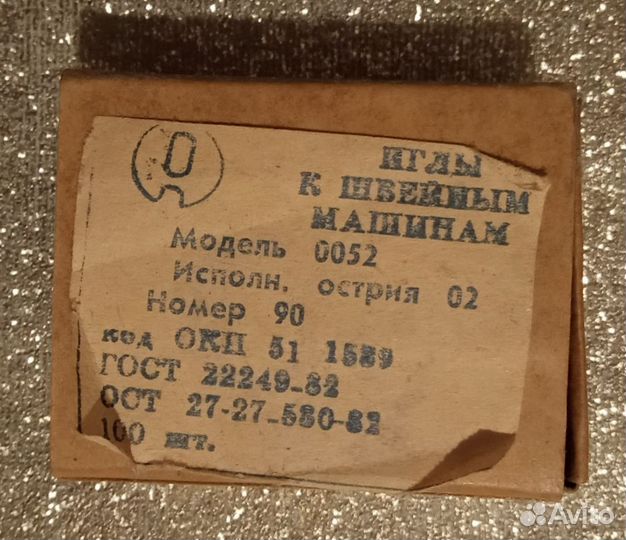 ИГЛЫ
К ШВЕЙНЫМ
МАШИНАМ
Модель 0052
Исполн. острия 02
Номер 90
код ОКП 51 1589
ГОСТ 22249-82
ОСТ 27-27-580-82
100 шт.
Avito